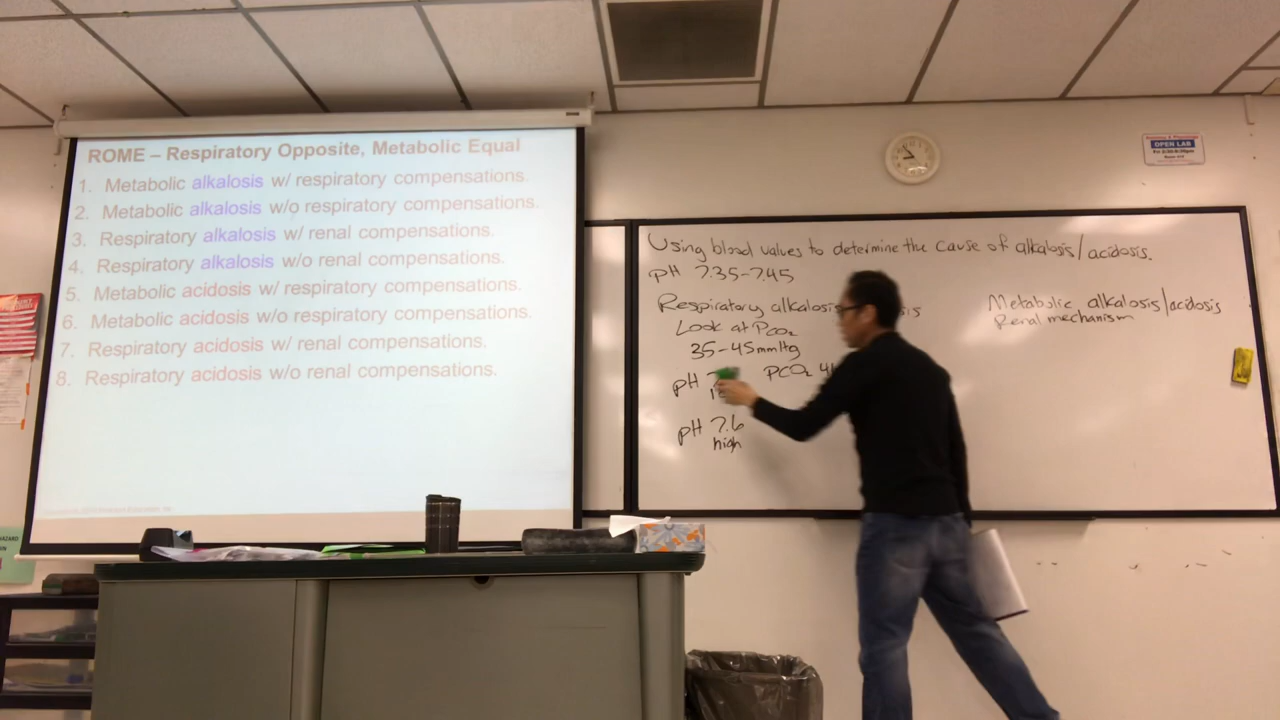 ROME – Respiratory Opposite, Metabolic Equal
1. Metabolic alkalosis w/ respiratory compensations.
2. Metabolic alkalosis w/o respiratory compensations.
3. Respiratory alkalosis w/ renal compensations.
4. Respiratory alkalosis w/o renal compensations.
5. Metabolic acidosis w/ respiratory compensations.
6. Metabolic acidosis w/o respiratory compensations.
7. Respiratory acidosis w/ renal compensations.
8. Respiratory acidosis w/o renal compensations.
OPEN LAB
Using blood values to determine the cause of alkalosis/acidosis.
pH 7.35-7.45
Respiratory alkalosis
Look at PCO2
35-45mmHg
pH
PCO2
pH 7.6
high
Metabolic alkalosis/acidosis
Renal mechanism